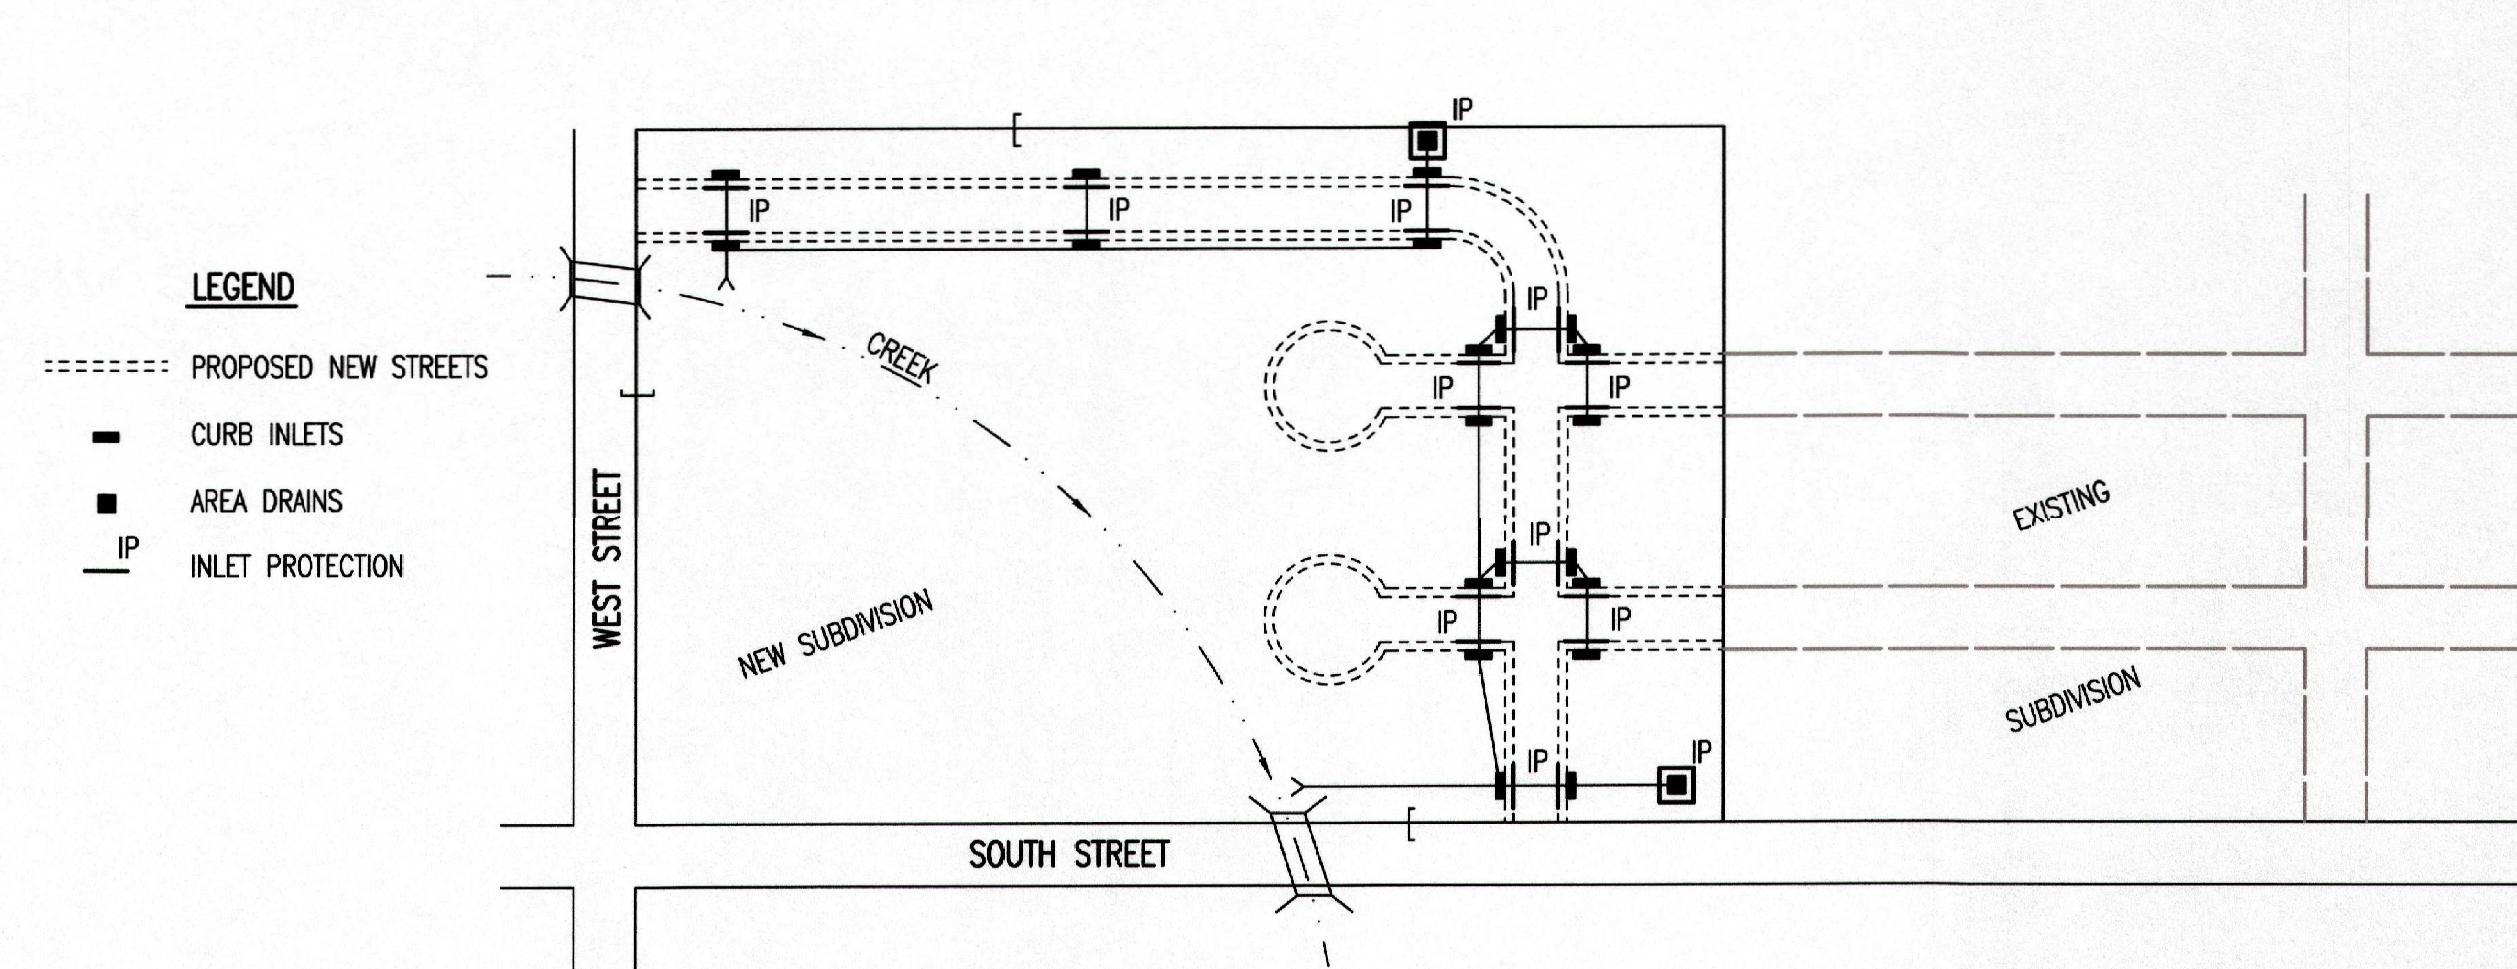 IP
IP
IP
IP
LEGEND
IP
CREEK
PROPOSED NEW STREETS
IP
IP
CURB INLETS
AREA DRAINS
EXISTING
IP
IP
INLET PROTECTION
WEST STREET
NEW SUBDIVISION
IP
IP
SUBDIVISION
IP
IP
SOUTH STREET